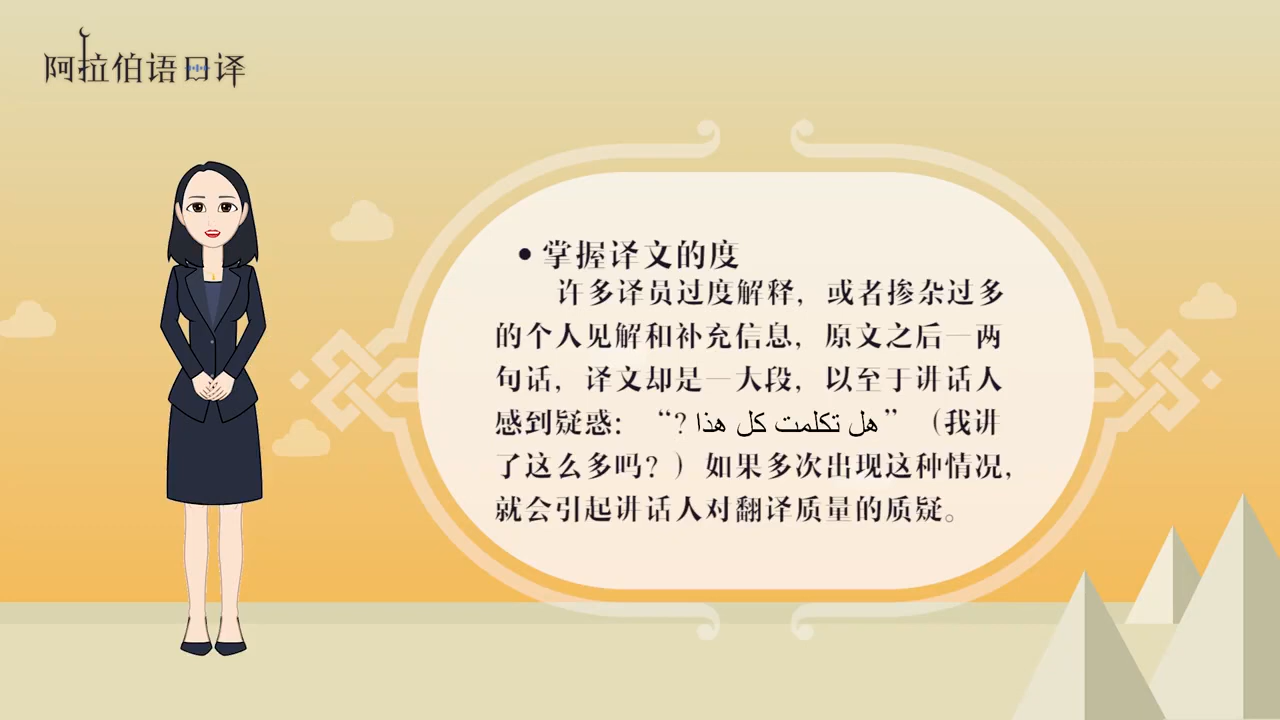 阿拉伯语口译
• 掌握译文的度
许多译员过度解释，或者掺杂过多
的个人见解和补充信息，原文之后一两
句话，译文却是一大段，以至于讲话人
感到疑惑：“هل تكلمت كل هذا ?”（我讲
了这么多吗？）如果多次出现这种情况，
就会引起讲话人对翻译质量的质疑。